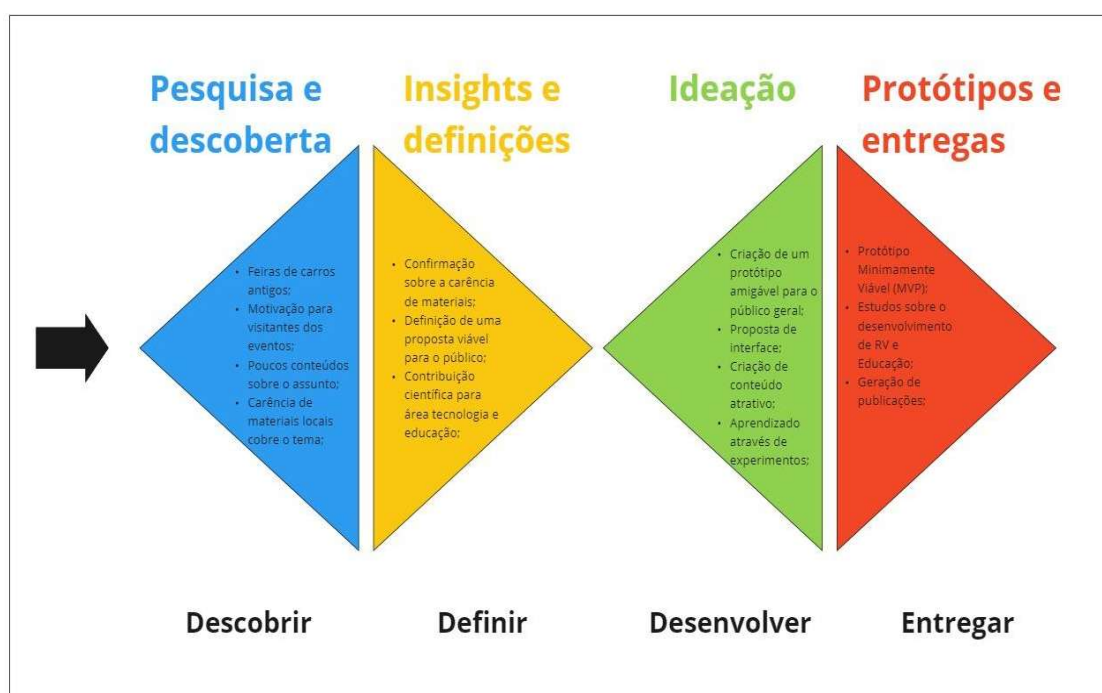 Pesquisa e
descoberta
Insights e
definições
Ideação
Protótipos e
entregas
• Feiras de carros
antigos;
• Motivação para
visitantes dos
eventos;
• Poucos conteúdos
sobre o assunto;
• Carência de
materiais locais
cobre o tema;
• Confirmação
sobre a carência
de materiais;
• Definição de uma
proposta viável
para o público;
• Contribuição
científica para
área tecnologia e
educação;
• Criação de um
protótipo
amigável para o
público geral;
• Proposta de
interface;
• Criação de
conteúdo
atrativo;
• Aprendizado
através de
experimentos;
• Protótipo
Minimamente
Viável (MVP);
• Estudos sobre o
desenvolvimento
de RV e
Educação;
• Geração de
publicações;
Descobrir
Definir
Desenvolver
Entregar